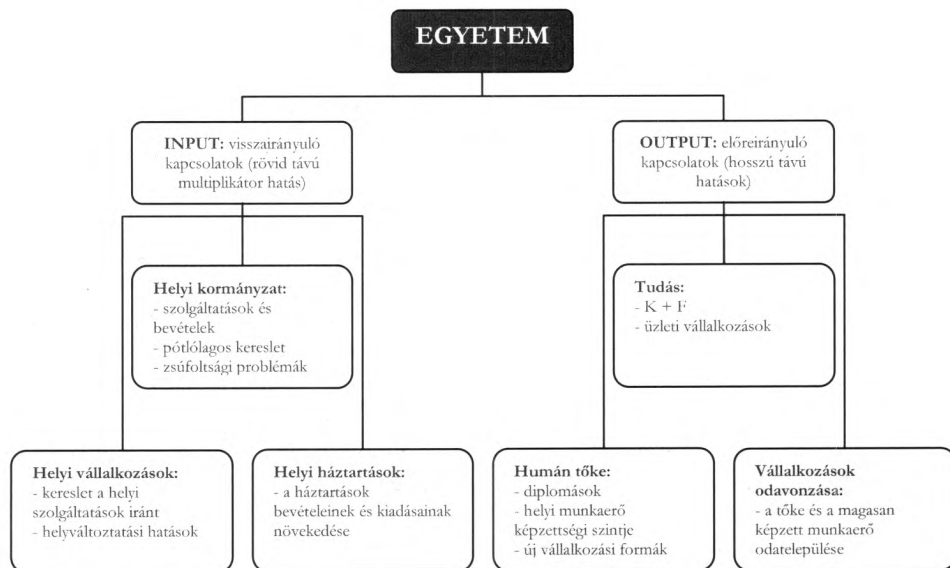 EGYETEM
INPUT: visszairányuló
kapcsolatok (rövid távú
multiplikátor hatás)
OUTPUT: előreirányuló
kapcsolatok (hosszú távú
hatások)
Helyi kormányzat:
- szolgáltatások és
bevételek
- pótlólagos kereslet
- zsúfoltsági problémák
Tudás:
- K + F
- üzleti vállalkozások
Helyi vállalkozások:
- kereslet a helyi
szolgáltatások iránt
- helyváltoztatási hatások
Helyi háztartások:
- a háztartások
bevételeinek és kiadásainak
növekedése
Humán tőke:
- diplomások
- helyi munkaerő
képzettségi szintje
- új vállalkozási formák
Vállalkozások
odavonzása:
- a tőke és a magasan
képzett munkaerő
odatelepülése